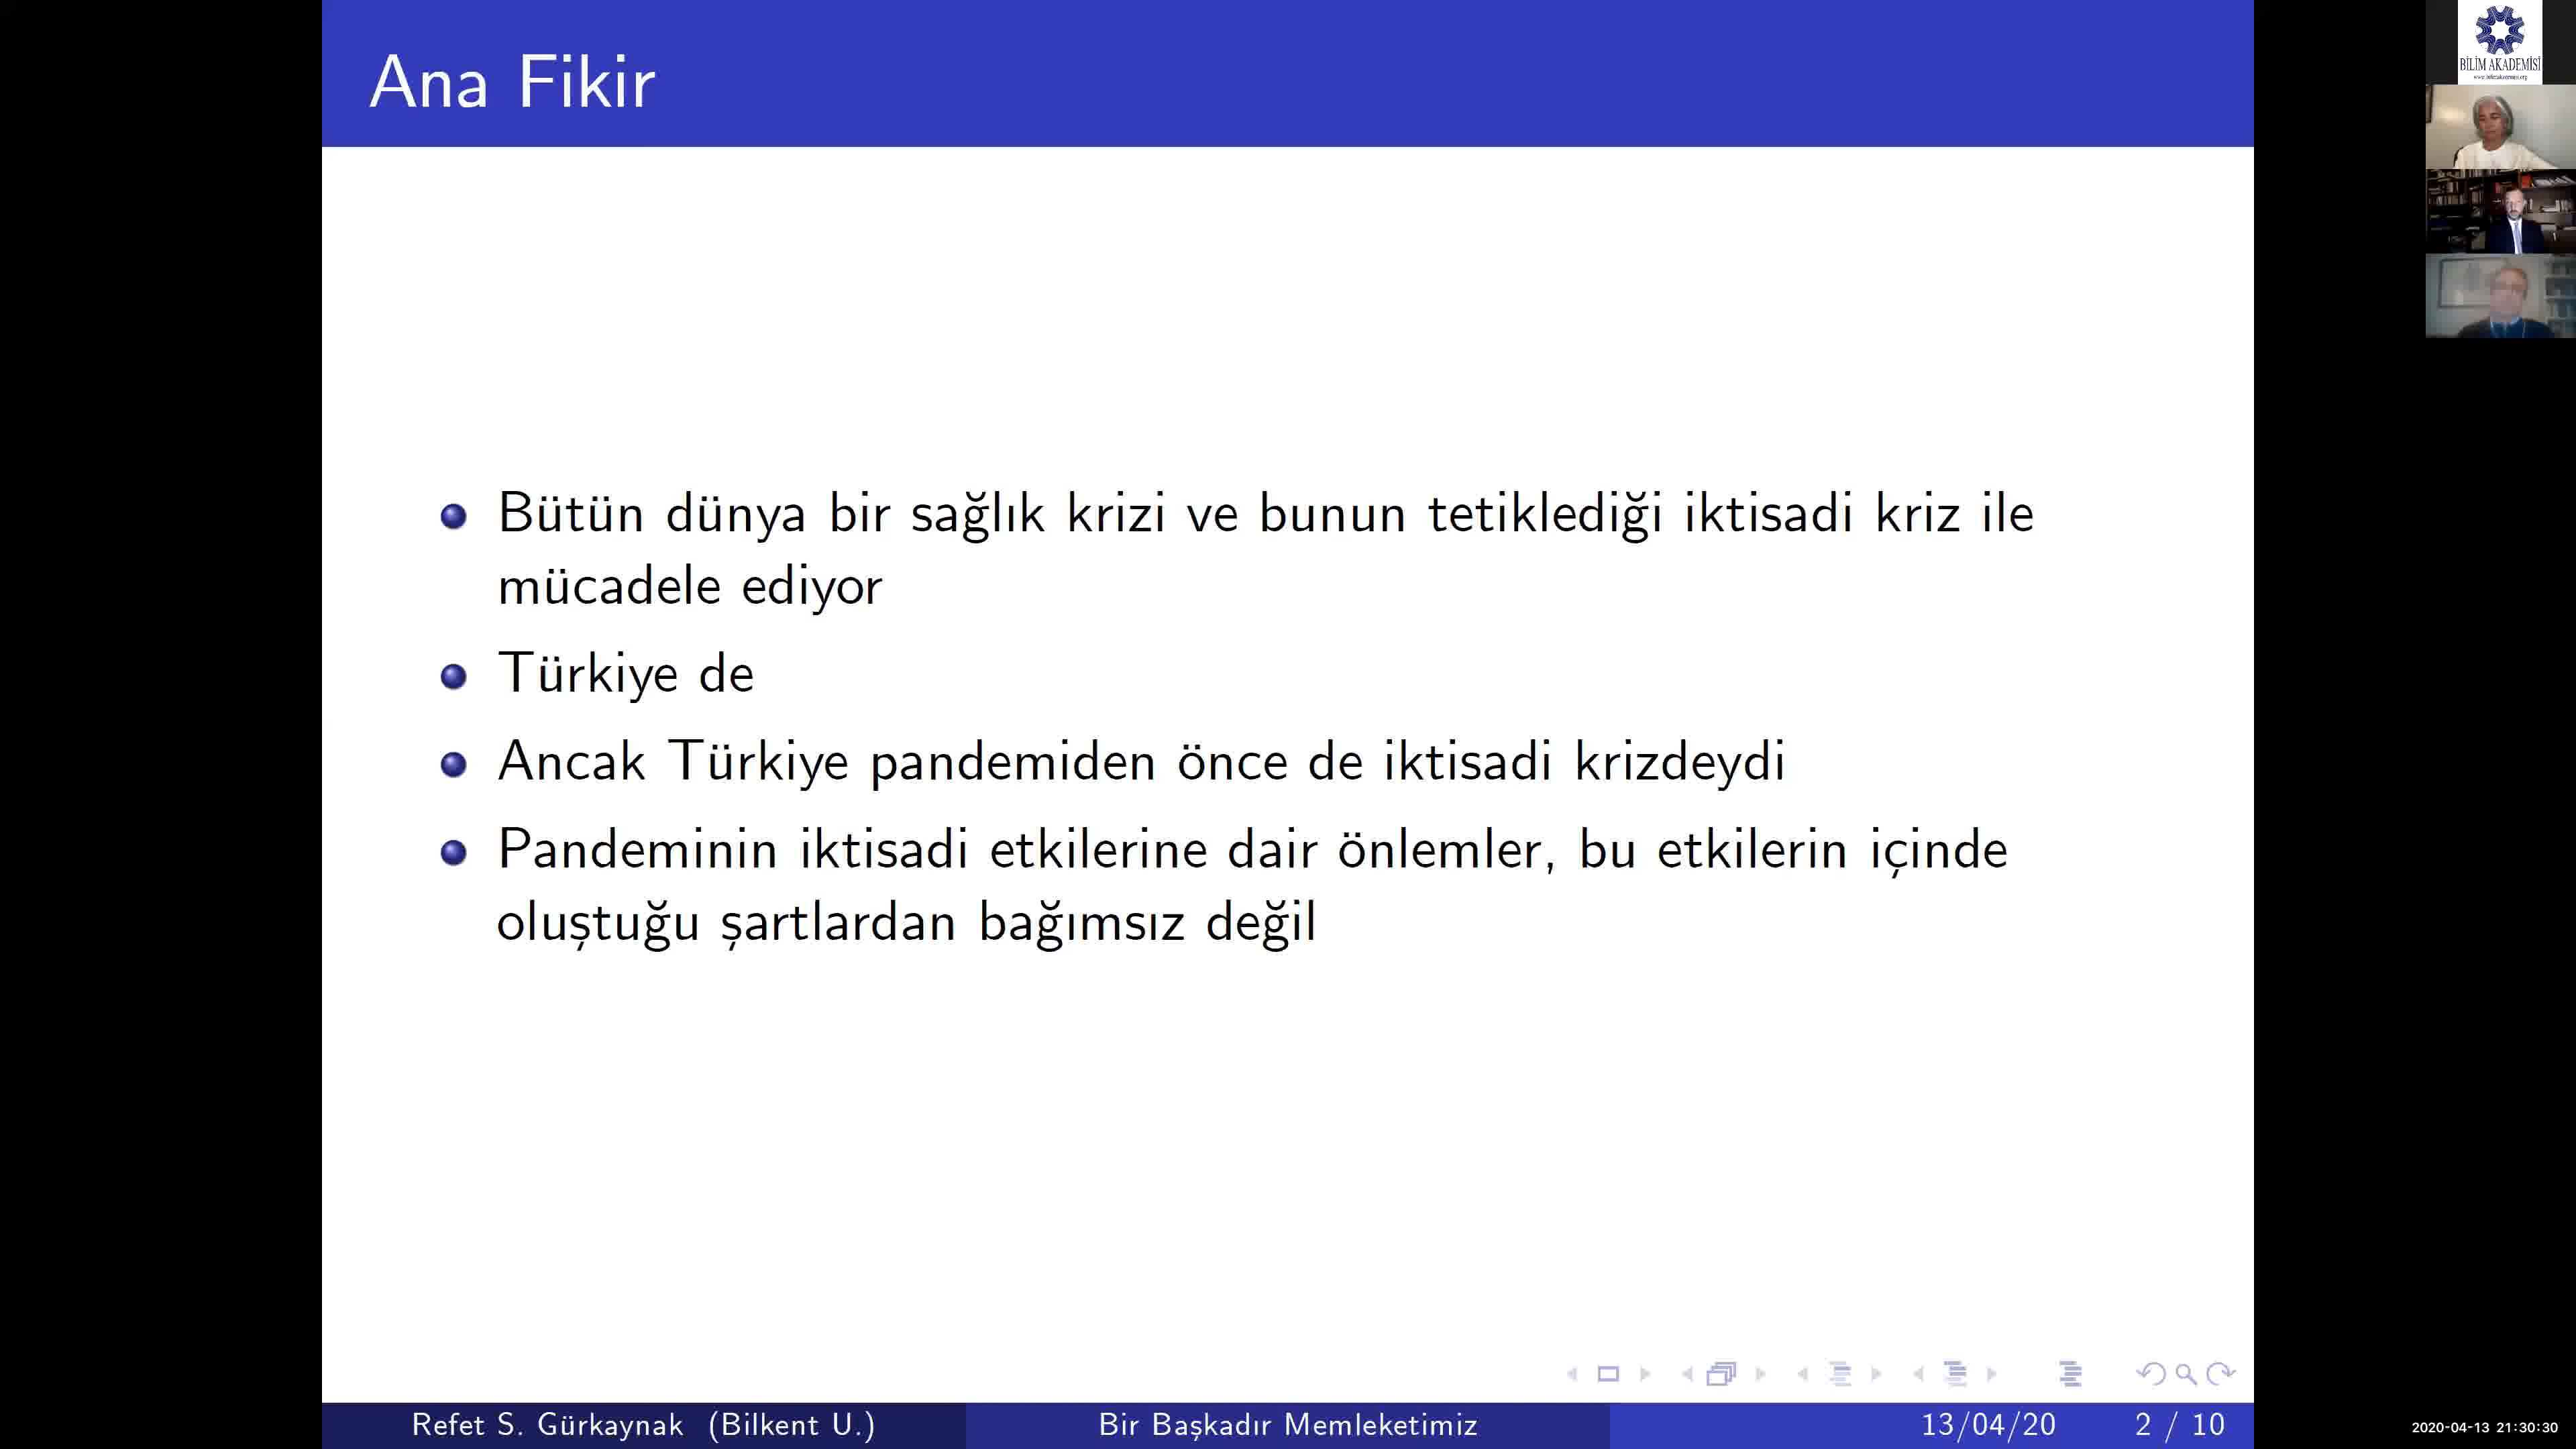 Ana Fikir
Bütün dünya bir sağlık krizi ve bunun tetiklediği iktisadi kriz ile
mücadele ediyor
Türkiye de
Ancak Türkiye pandemiden önce de iktisadi krizdeydi
Pandeminin iktisadi etkilerine dair önlemler, bu etkilerin içinde
oluştuğu şartlardan bağımsız değil
Refet S. Gürkaynak (Bilkent U.)
Bir Başkadır Memleketimiz
13/04/20
2 / 10
BİLİM AKADEMİSİ
www.bilimakademisi.org
2020-04-13 21:30:30